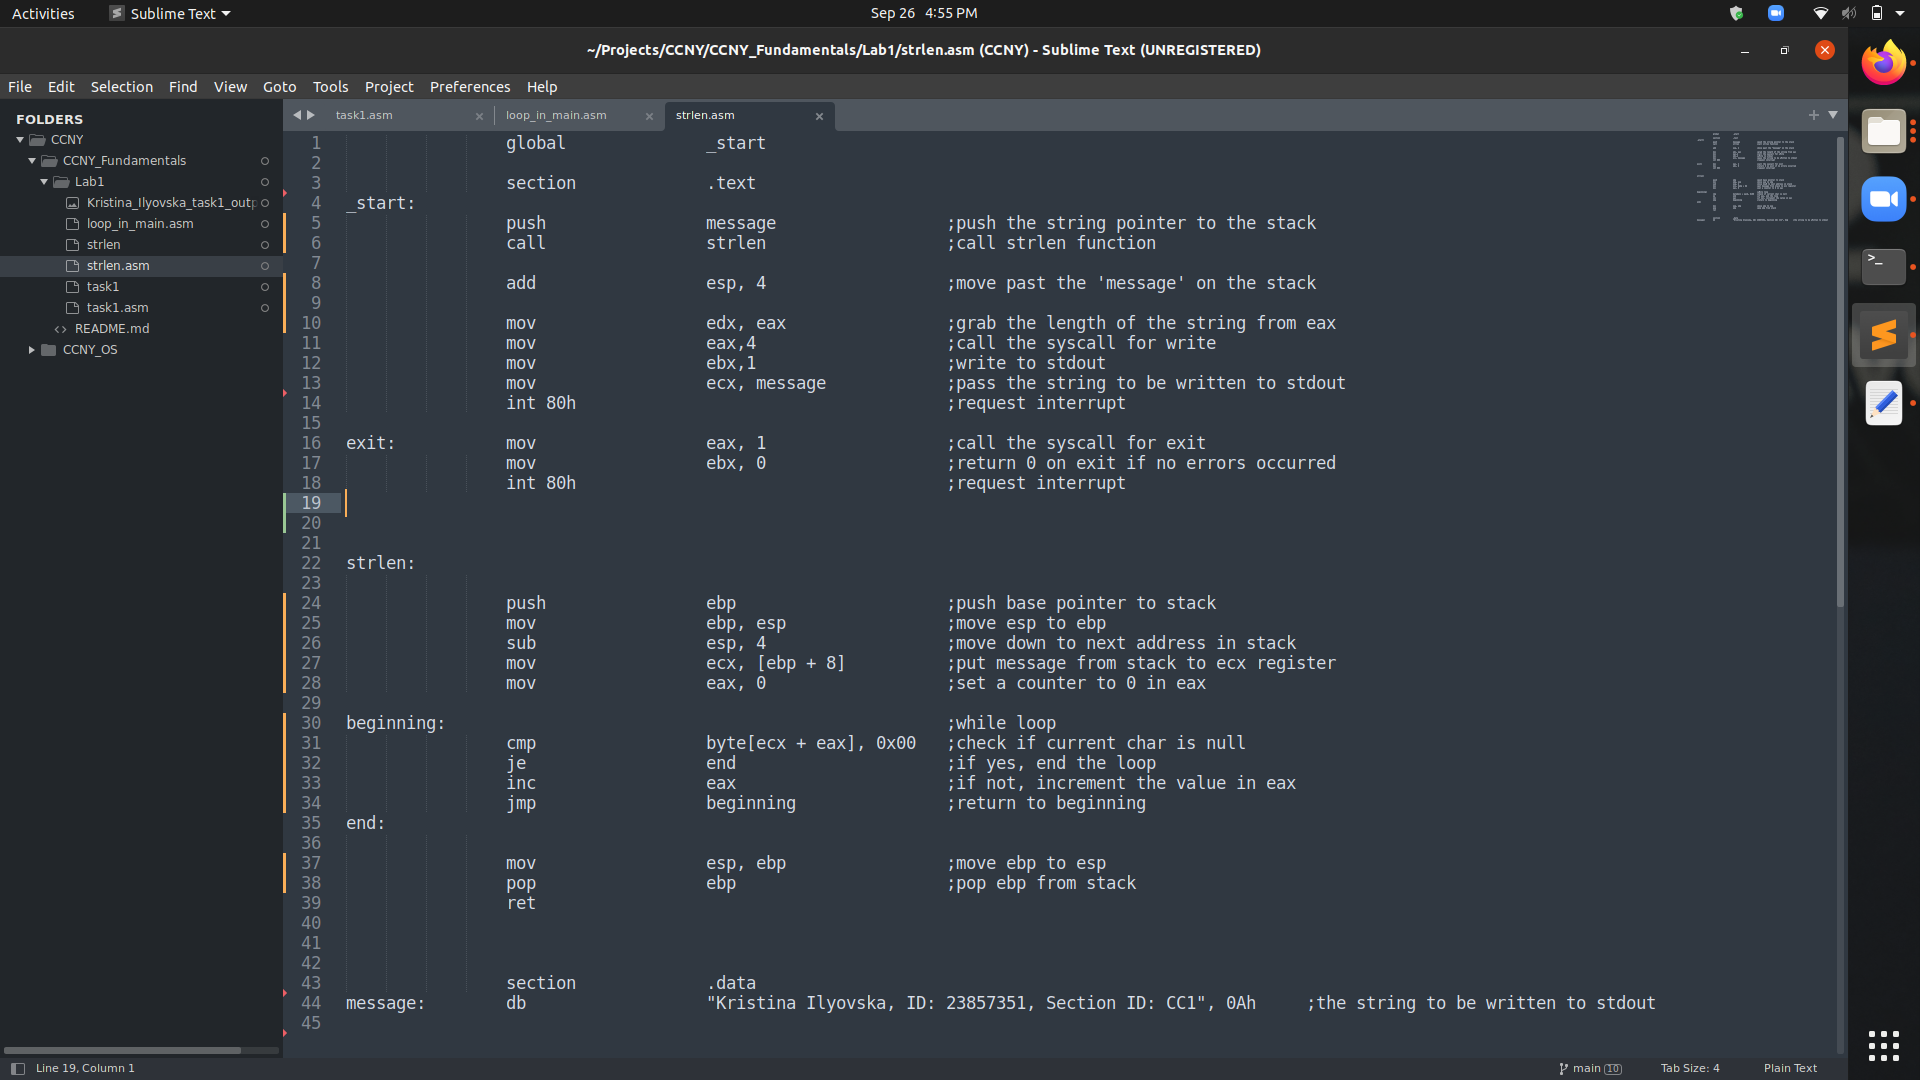 Activities Sublime Text Sep 26 4:55 PM
~/Projects/CCNY/CCNY_Fundamentals/Lab1/strlen.asm (CCNY) - Sublime Text (UNREGISTERED)
File Edit Selection Find View Goto Tools Project Preferences Help
FOLDERS
CCNY
CCNY_Fundamentals
Lab1
Kristina_Ilyovska_task1_outp
loop_in_main.asm
strlen
strlen.asm
task1
task1.asm
README.md
CCNY_OS
task1.asm loop_in_main.asm strlen.asm
1 global _start
2
3 section .text
4 _start:
5 push message ;push the string pointer to the stack
6 call strlen ;call strlen function
7
8 add esp, 4 ;move past the 'message' on the stack
9
10 mov edx, eax ;grab the length of the string from eax
11 mov eax,4 ;call the syscall for write
12 mov ebx,1 ;write to stdout
13 mov ecx, message ;pass the string to be written to stdout
14 int 80h ;request interrupt
15
16 exit: mov eax, 1 ;call the syscall for exit
17 mov ebx, 0 ;return 0 on exit if no errors occurred
18 int 80h ;request interrupt
19
20
21
22 strlen:
23
24 push ebp ;push base pointer to stack
25 mov ebp, esp ;move esp to ebp
26 sub esp, 4 ;move down to next address in stack
27 mov ecx, [ebp + 8] ;put message from stack to ecx register
28 mov eax, 0 ;set a counter to 0 in eax
29
30 beginning: ;while loop
31 cmp byte[ecx + eax], 0x00 ;check if current char is null
32 je end ;if yes, end the loop
33 inc eax ;if not, increment the value in eax
34 jmp beginning ;return to beginning
35 end:
36
37 mov esp, ebp ;move ebp to esp
38 pop ebp ;pop ebp from stack
39 ret
40
41
42
43 section .data
44 message: db "Kristina Ilyovska, ID: 23857351, Section ID: CC1", 0Ah ;the string to be written to stdout
45
Line 19, Column 1 main 10 Tab Size: 4 Plain Text